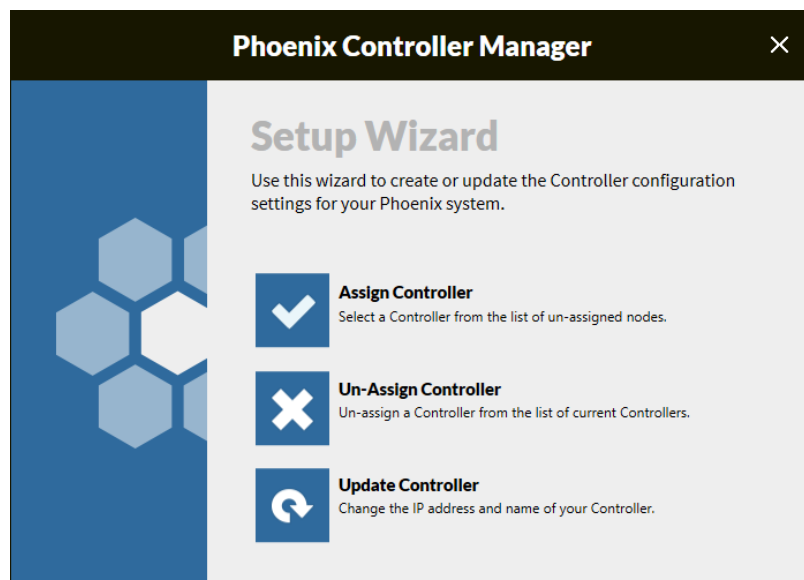 Phoenix Controller Manager
Setup Wizard
Use this wizard to create or update the Controller configuration
settings for your Phoenix system.
Assign Controller
Select a Controller from the list of un-assigned nodes.
Un-Assign Controller
Un-assign a Controller from the list of current Controllers.
Update Controller
Change the IP address and name of your Controller.